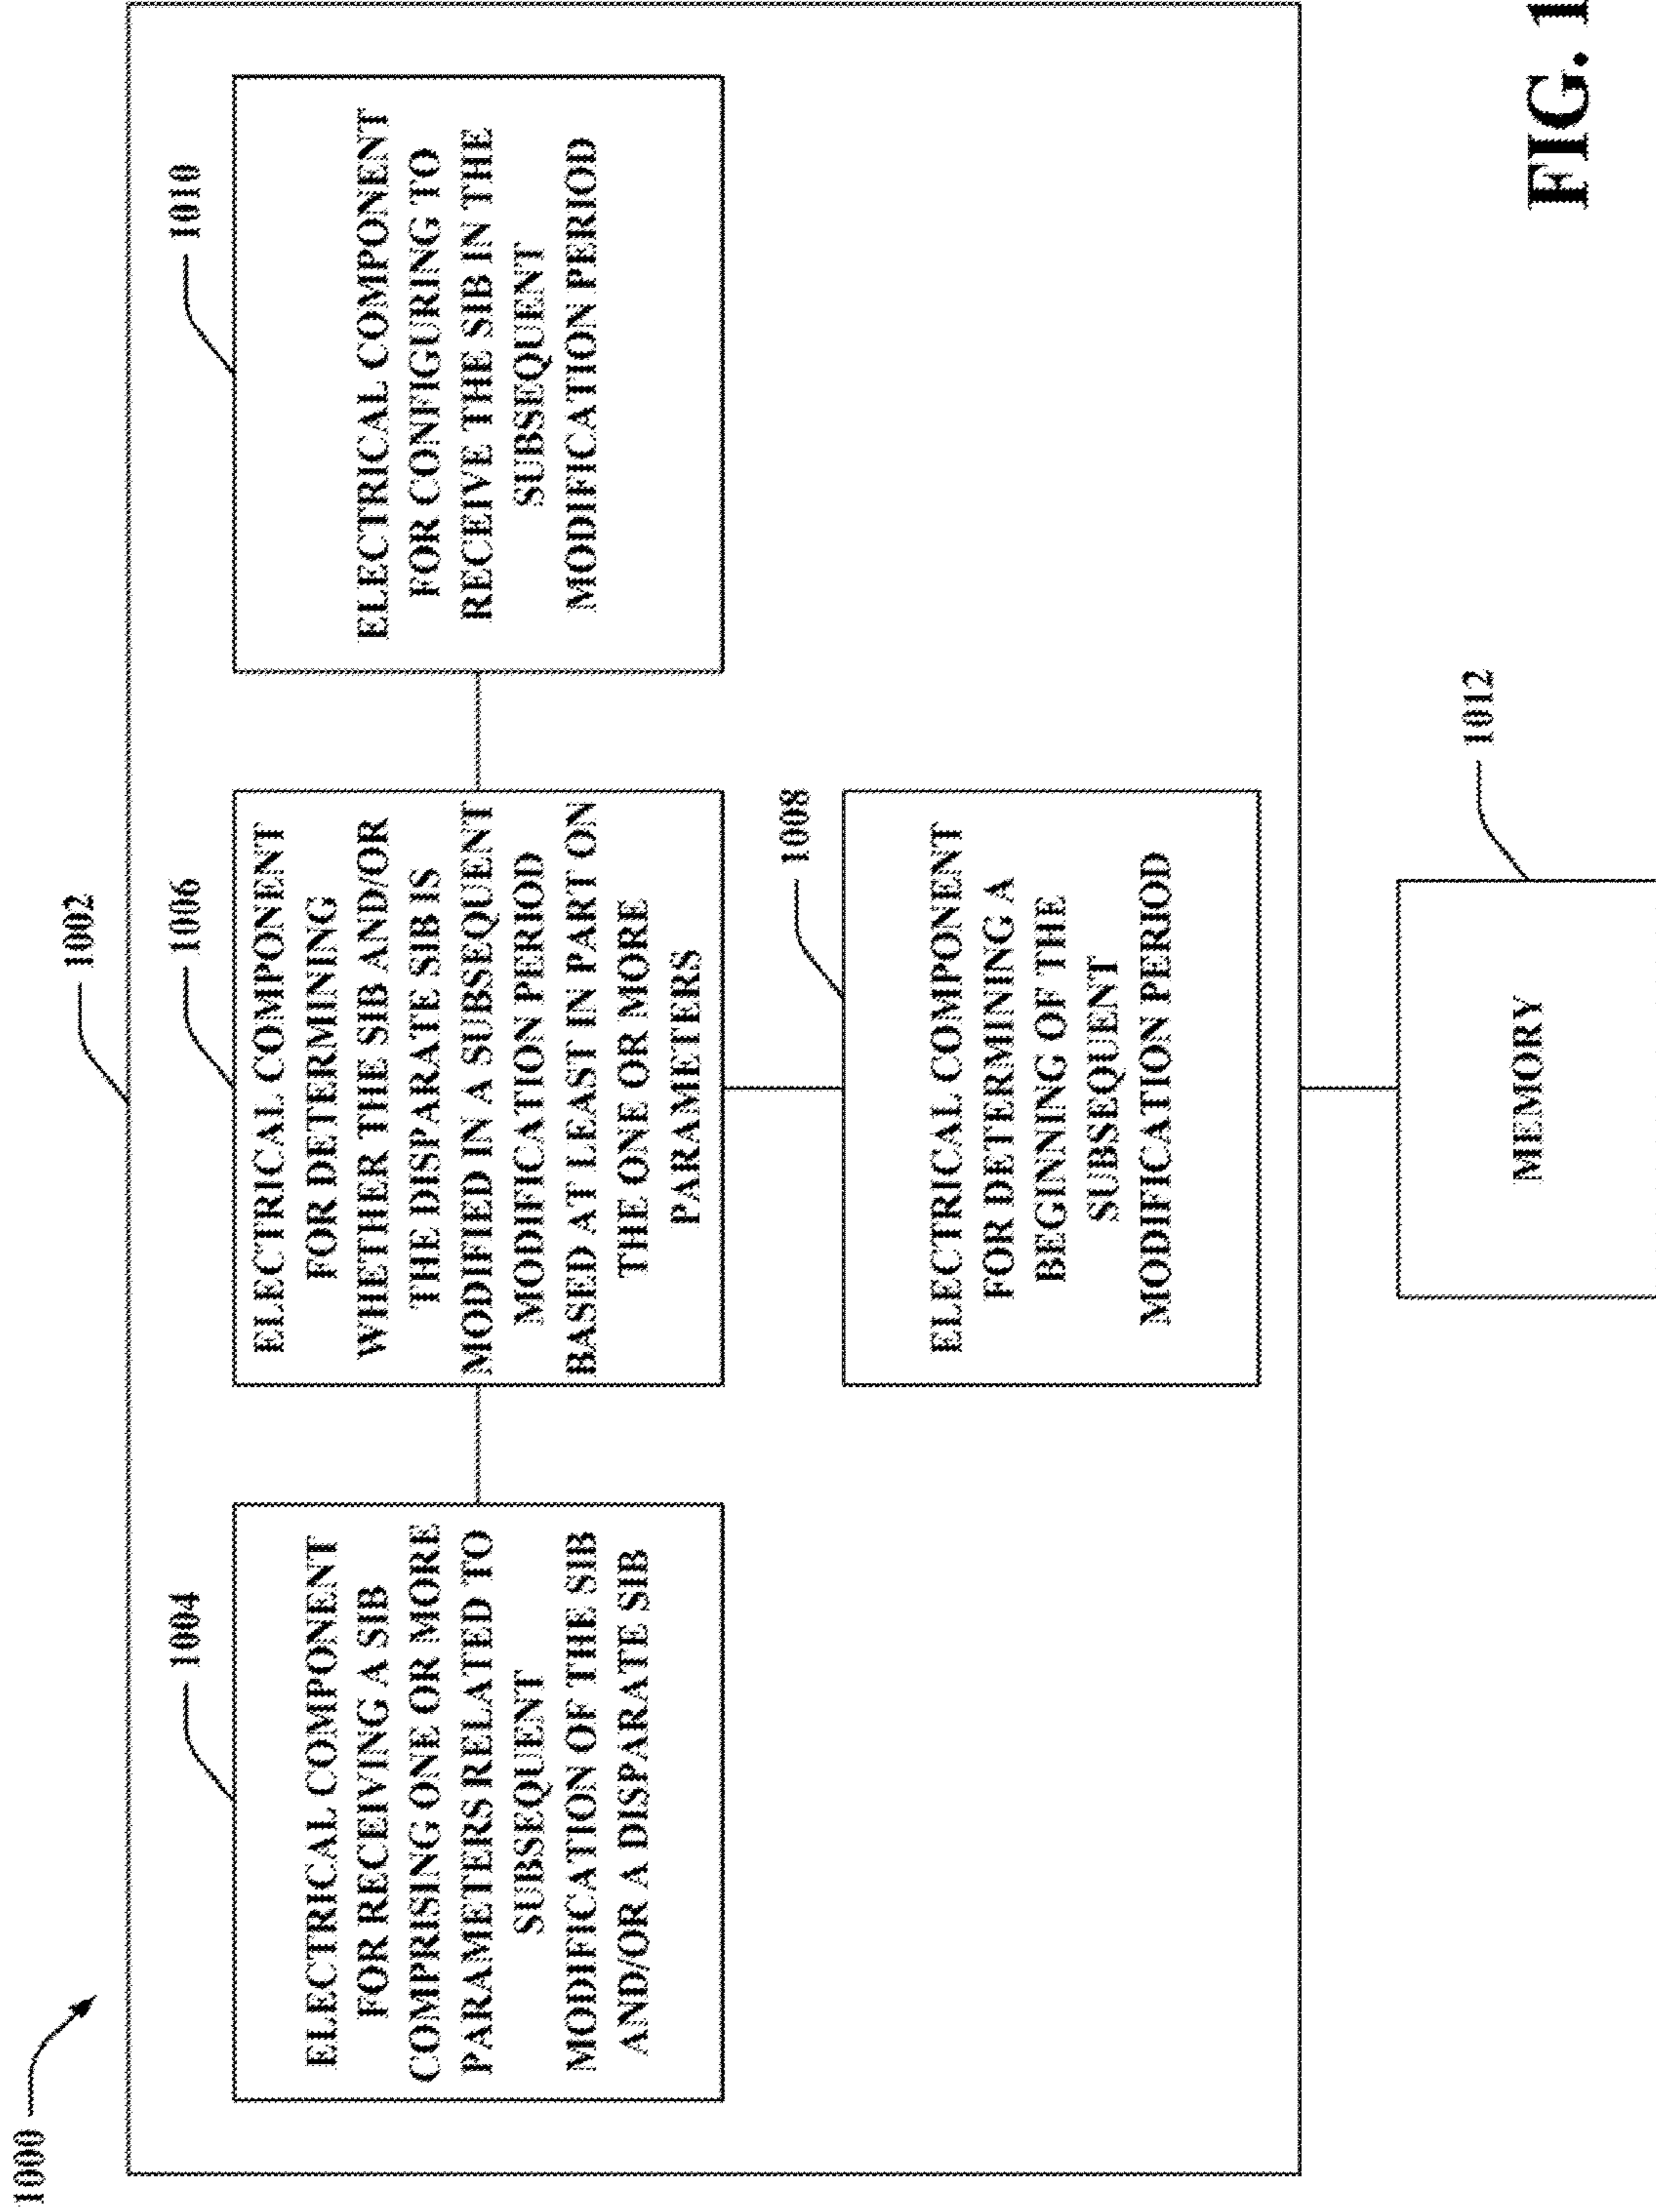 1000
1002
1004
ELECTRICAL COMPONENT
FOR RECEIVING A SIB
COMPRISING ONE OR MORE
PARAMETERS RELATED TO
SUBSEQUENT
MODIFICATION OF THE SIB
AND/OR A DISPARATE SIB
1006
ELECTRICAL COMPONENT
FOR DETERMINING
WHETHER THE SIB AND/OR
THE DISPARATE SIB IS
MODIFIED IN A SUBSEQUENT
MODIFICATION PERIOD
BASED AT LEAST IN PART ON
THE ONE OR MORE
PARAMETERS
1010
ELECTRICAL COMPONENT
FOR CONFIGURING TO
RECEIVE THE SIB IN THE
SUBSEQUENT
MODIFICATION PERIOD
1008
ELECTRICAL COMPONENT
FOR DETERMINING A
BEGINNING OF THE
SUBSEQUENT
MODIFICATION PERIOD
1012
MEMORY
FIG. 1